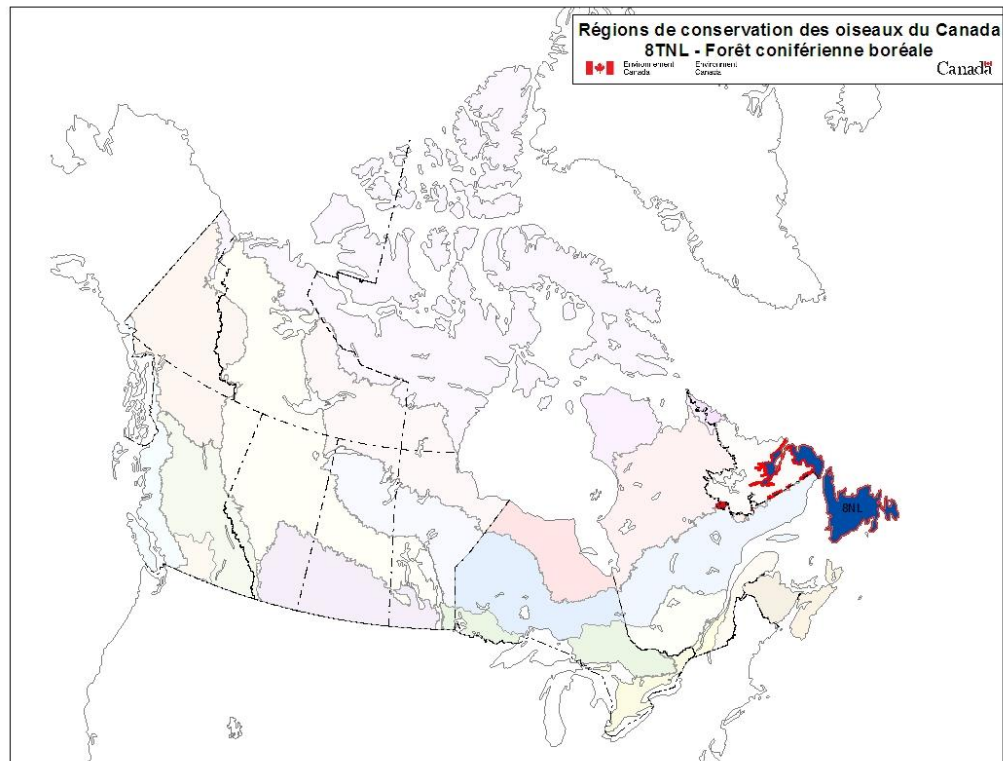 Régions de conservation des oiseaux du Canada
8TNL - Forêt coniférienne boréale
Environnement Environment
Canada Canada
Canada
8NL